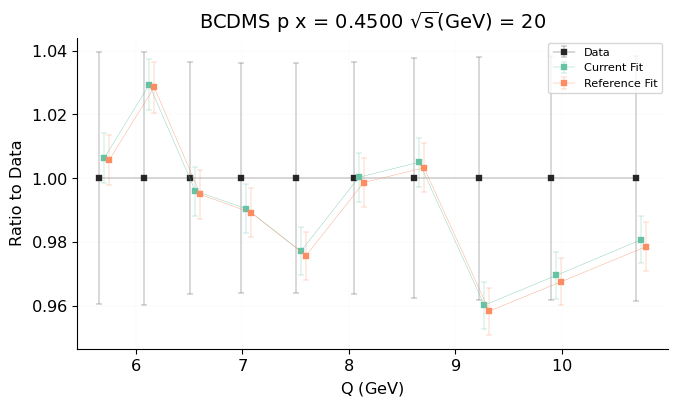 BCDMS p x = 0.4500 √s(GeV) = 20
Data
Current Fit
Reference Fit
Ratio to Data
1.04
1.02
1.00
0.98
0.96
6 7 8 9 10
Q (GeV)